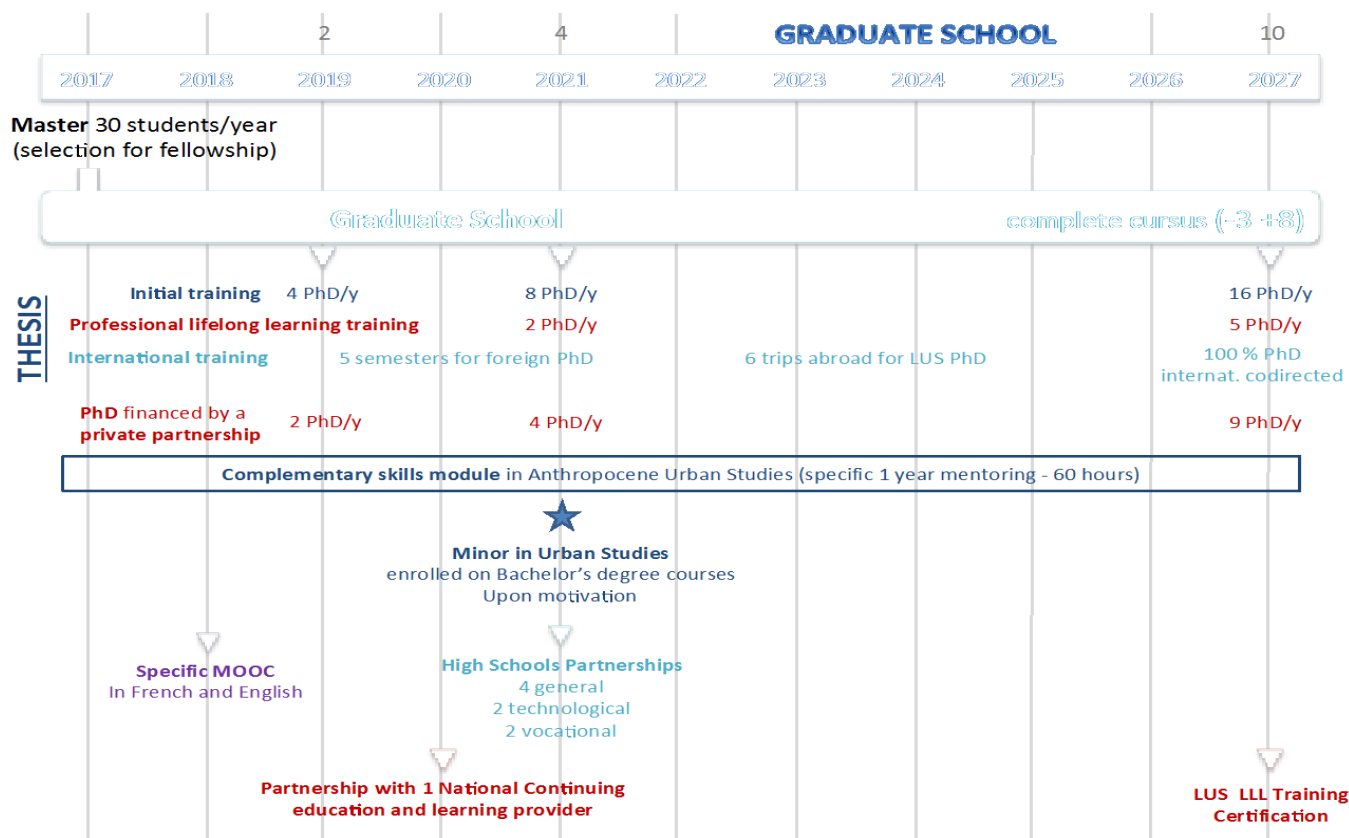 2 4 GRADUATE SCHOOL 10
2017 2018 2019 2020 2021 2022 2023 2024 2025 2026 2027
Master 30 students/year
(selection for fellowship)
Graduate School complete cursus (-3 +8)
THESIS
Initial training 4 PhD/y 8 PhD/y 16 PhD/y
Professional lifelong learning training 2 PhD/y 5 PhD/y
International training 5 semesters for foreign PhD 6 trips abroad for LUS PhD 100 % PhD
internat. codirected
PhD financed by a
private partnership 2 PhD/y 4 PhD/y 9 PhD/y
Complementary skills module in Anthropocene Urban Studies (specific 1 year mentoring - 60 hours)
Minor in Urban Studies
enrolled on Bachelor's degree courses
Upon motivation
Specific MOOC
In French and English
High Schools Partnerships
4 general
2 technological
2 vocational
Partnership with 1 National Continuing
education and learning provider
LUS LLL Training
Certification